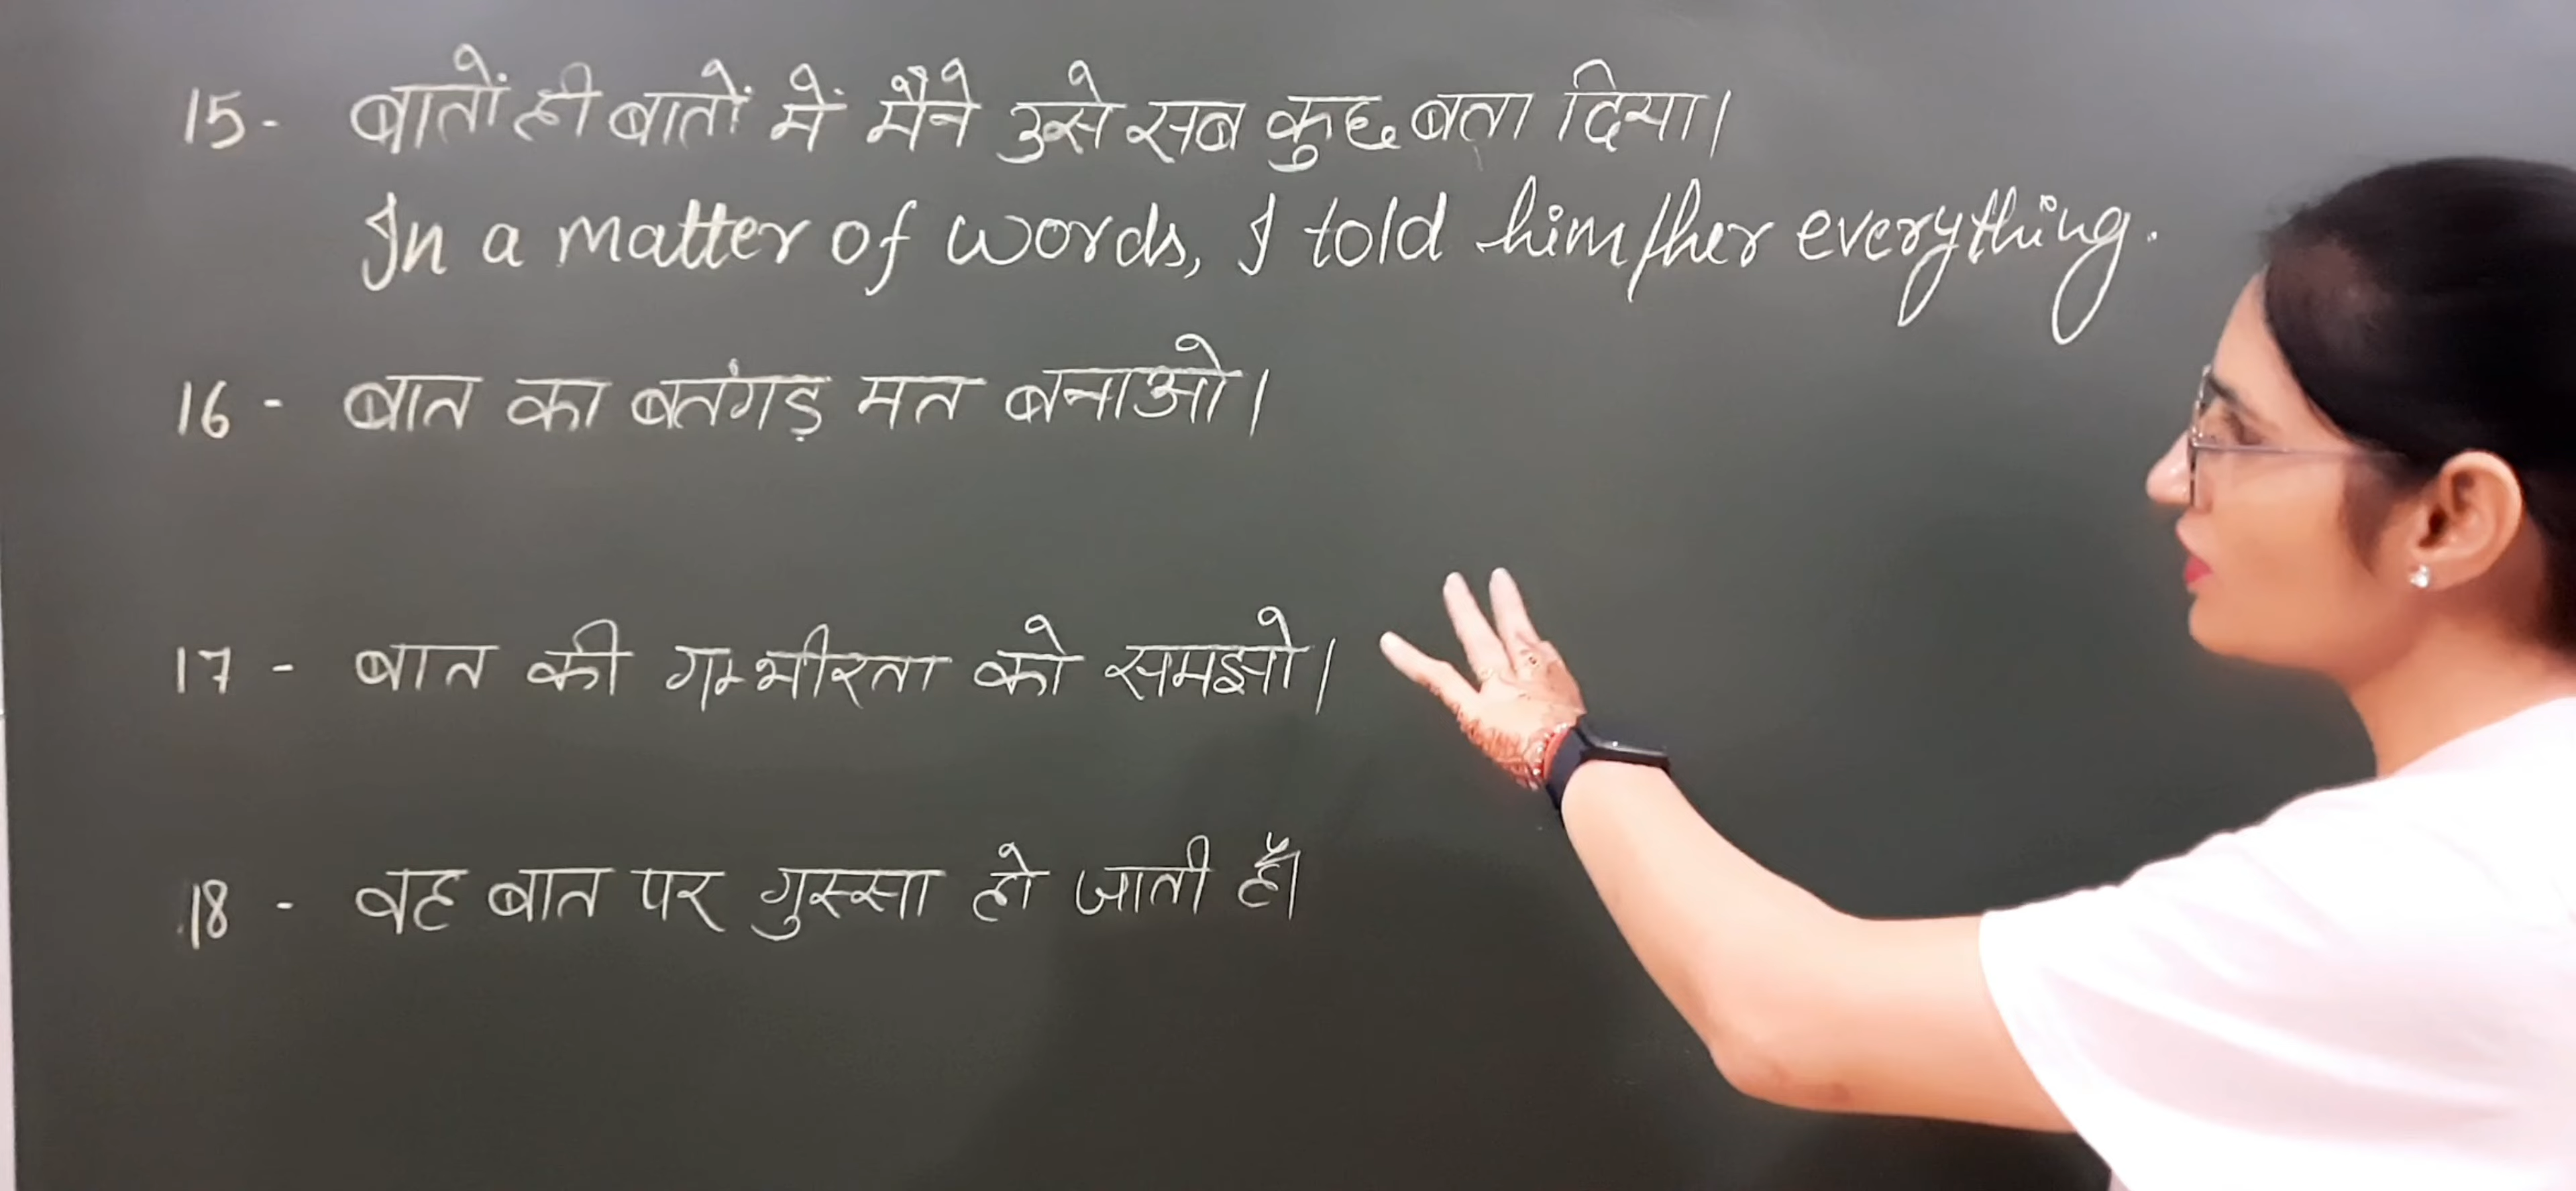 15- बातों ही बातों में मैने उसे सब कुछ बता दिया।
In a matter of words, I told him/her everything.
16 - बात का बतंगड़ मत बनाओ।
17 - बात की गम्भीरता को समझो।
18 - वह बात पर गुस्सा हो जाती है।